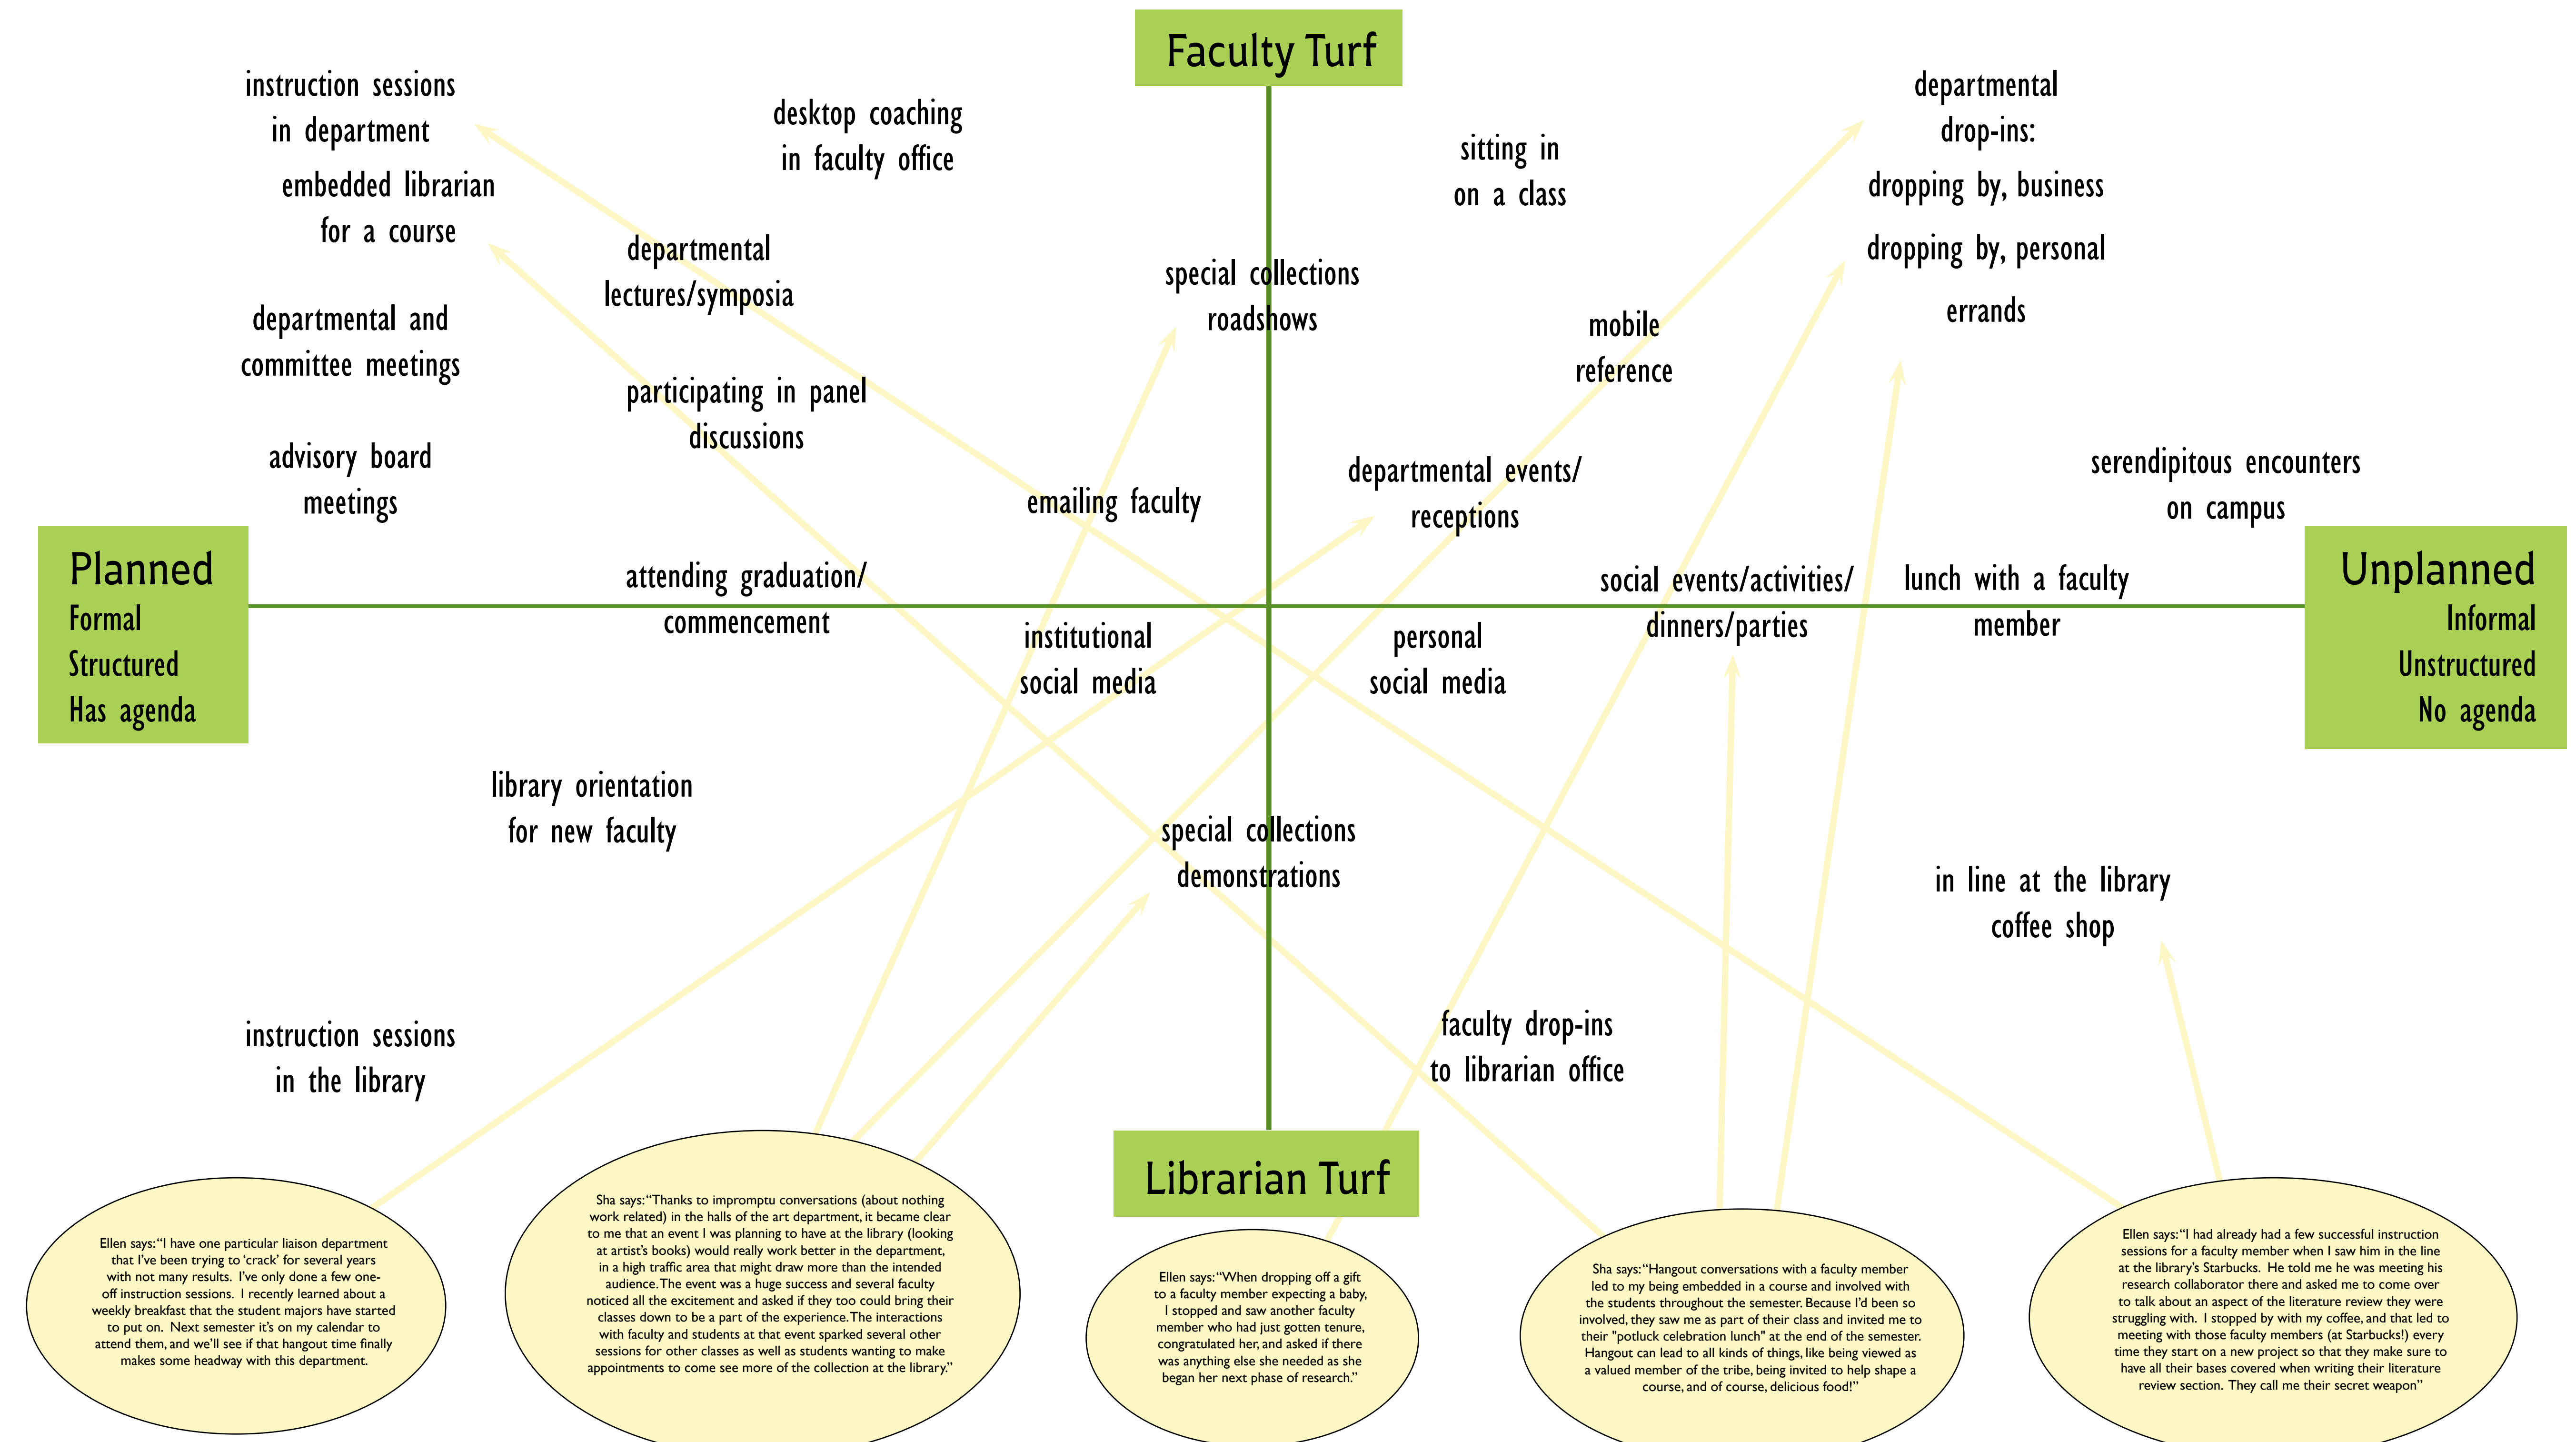 Faculty Turf
instruction sessions
in department
embedded librarian
for a course
desktop coaching
in faculty office
sitting in
on a class
departmental
drop-ins:
dropping by, business
dropping by, personal
errands
departmental
lectures/symposia
special collections
roadshows
departmental and
committee meetings
mobile
reference
participating in panel
discussions
advisory board
meetings
emailing faculty
departmental events/
receptions
serendipitous encounters
on campus
Planned
Formal
Structured
Has agenda
attending graduation/
commencement
institutional
social media
personal
social media
social events/activities/
dinners/parties
lunch with a faculty
member
Unplanned
Informal
Unstructured
No agenda
library orientation
for new faculty
special collections
demonstrations
in line at the library
coffee shop
instruction sessions
in the library
faculty drop-ins
to librarian office
Librarian Turf
Ellen says:“I have one particular liaison department
that I’ve been trying to ‘crack’ for several years
with not many results. I’ve only done a few one-
off instruction sessions. I recently learned about a
weekly breakfast that the student majors have started
to put on. Next semester it’s on my calendar to
attend them, and we’ll see if that hangout time finally
makes some headway with this department.
Sha says:“Thanks to impromptu conversations (about nothing
work related) in the halls of the art department, it became clear
to me that an event I was planning to have at the library (looking
at artist’s books) would really work better in the department,
in a high traffic area that might draw more than the intended
audience. The event was a huge success and several faculty
noticed all the excitement and asked if they too could bring their
classes down to be a part of the experience. The interactions
with faculty and students at that event sparked several other
sessions for other classes as well as students wanting to make
appointments to come see more of the collection at the library.”
Ellen says:“When dropping off a gift
to a faculty member expecting a baby,
I stopped and saw another faculty
member who had just gotten tenure,
congratulated her, and asked if there
was anything else she needed as she
began her next phase of research.”
Sha says:“Hangout conversations with a faculty member
led to my being embedded in a course and involved with
the students throughout the semester. Because I’d been so
involved, they saw me as part of their class and invited me to
their "potluck celebration lunch" at the end of the semester.
Hangout can lead to all kinds of things, like being viewed as
a valued member of the tribe, being invited to help shape a
course, and of course, delicious food!”
Ellen says:“I had already had a few successful instruction
sessions for a faculty member when I saw him in the line
at the library’s Starbucks. He told me he was meeting his
research collaborator there and asked me to come over
to talk about an aspect of the literature review they were
struggling with. I stopped by with my coffee, and that led to
meeting with those faculty members (at Starbucks!) every
time they start on a new project so that they make sure to
have all their bases covered when writing their literature
review section. They call me their secret weapon”